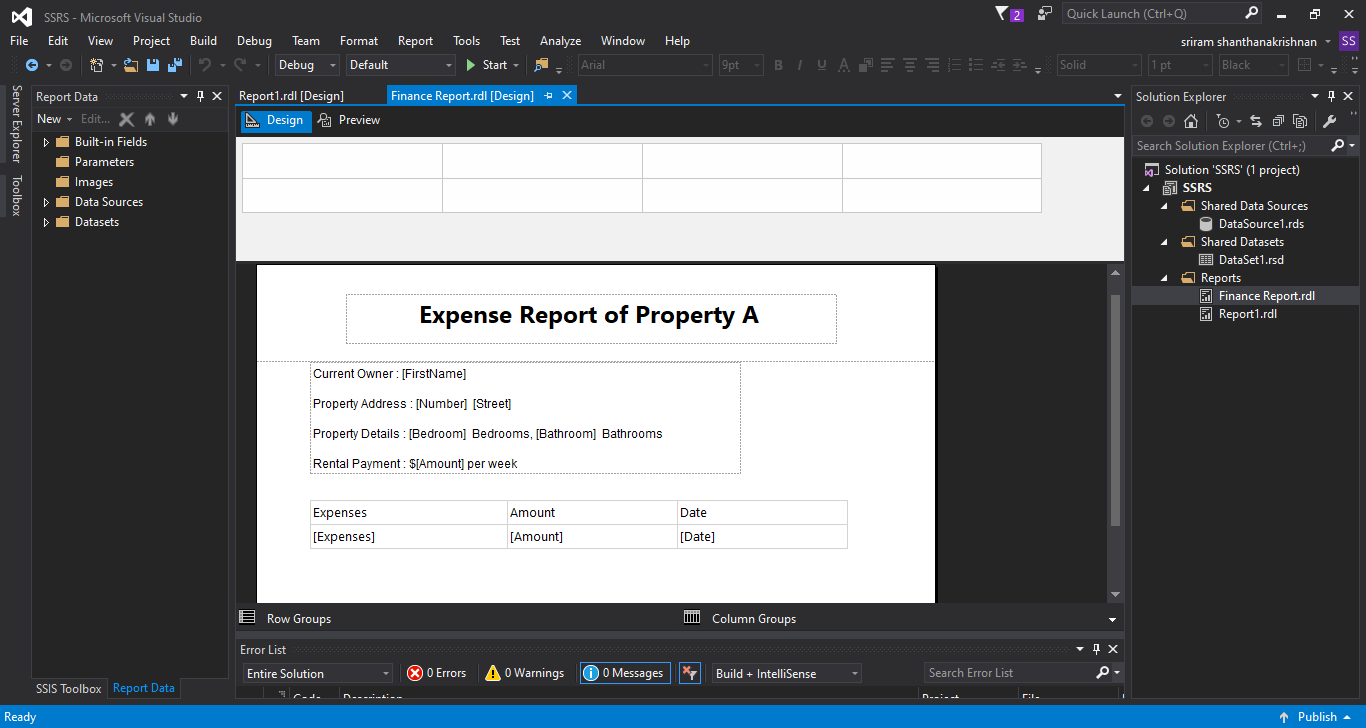 SSRS - Microsoft Visual Studio
2
Quick Launch (Ctrl+Q)
File Edit View Project Build Debug Team Format Report Tools Test Analyze Window Help
sriram shanthanakrishnan SS
Debug Default Start Arial 9pt B I U A Solid 1 pt Black
Server Explorer
Toolbox
Report Data
New Edit...
Built-in Fields
Parameters
Images
Data Sources
Datasets
SSIS Toolbox Report Data
Report1.rdl [Design] Finance Report.rdl [Design]
Design Preview
Expense Report of Property A
Current Owner : [FirstName]
Property Address : [Number] [Street]
Property Details : [Bedroom] Bedrooms, [Bathroom] Bathrooms
Rental Payment : $[Amount] per week
Expenses Amount Date
[Expenses] [Amount] [Date]
Row Groups Column Groups
Error List
Entire Solution 0 Errors 0 Warnings 0 Messages Build + IntelliSense Search Error List
Code Description Project File
Solution Explorer
Search Solution Explorer (Ctrl+;)
Solution 'SSRS' (1 project)
SSRS
Shared Data Sources
DataSource1.rds
Shared Datasets
DataSet1.rsd
Reports
Finance Report.rdl
Report1.rdl
Ready Publish